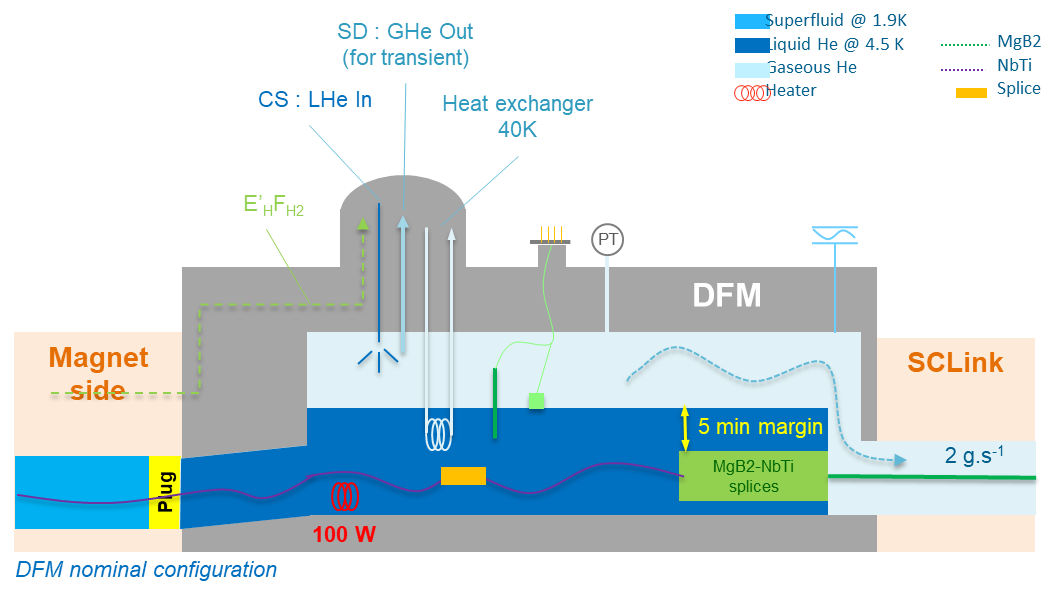 SD : GHe Out
(for transient)
CS : LHe In
Heat exchanger
40K
Superfluid @ 1.9K
Liquid He @ 4.5 K
Gaseous He
Heater
MgB2
NbTi
Splice
E'HFH2
PT
DFM
Magnet
side
SCLink
5 min margin
MgB2-NbTi
splices
2 g.s-1
Plug
100 W
DFM nominal configuration